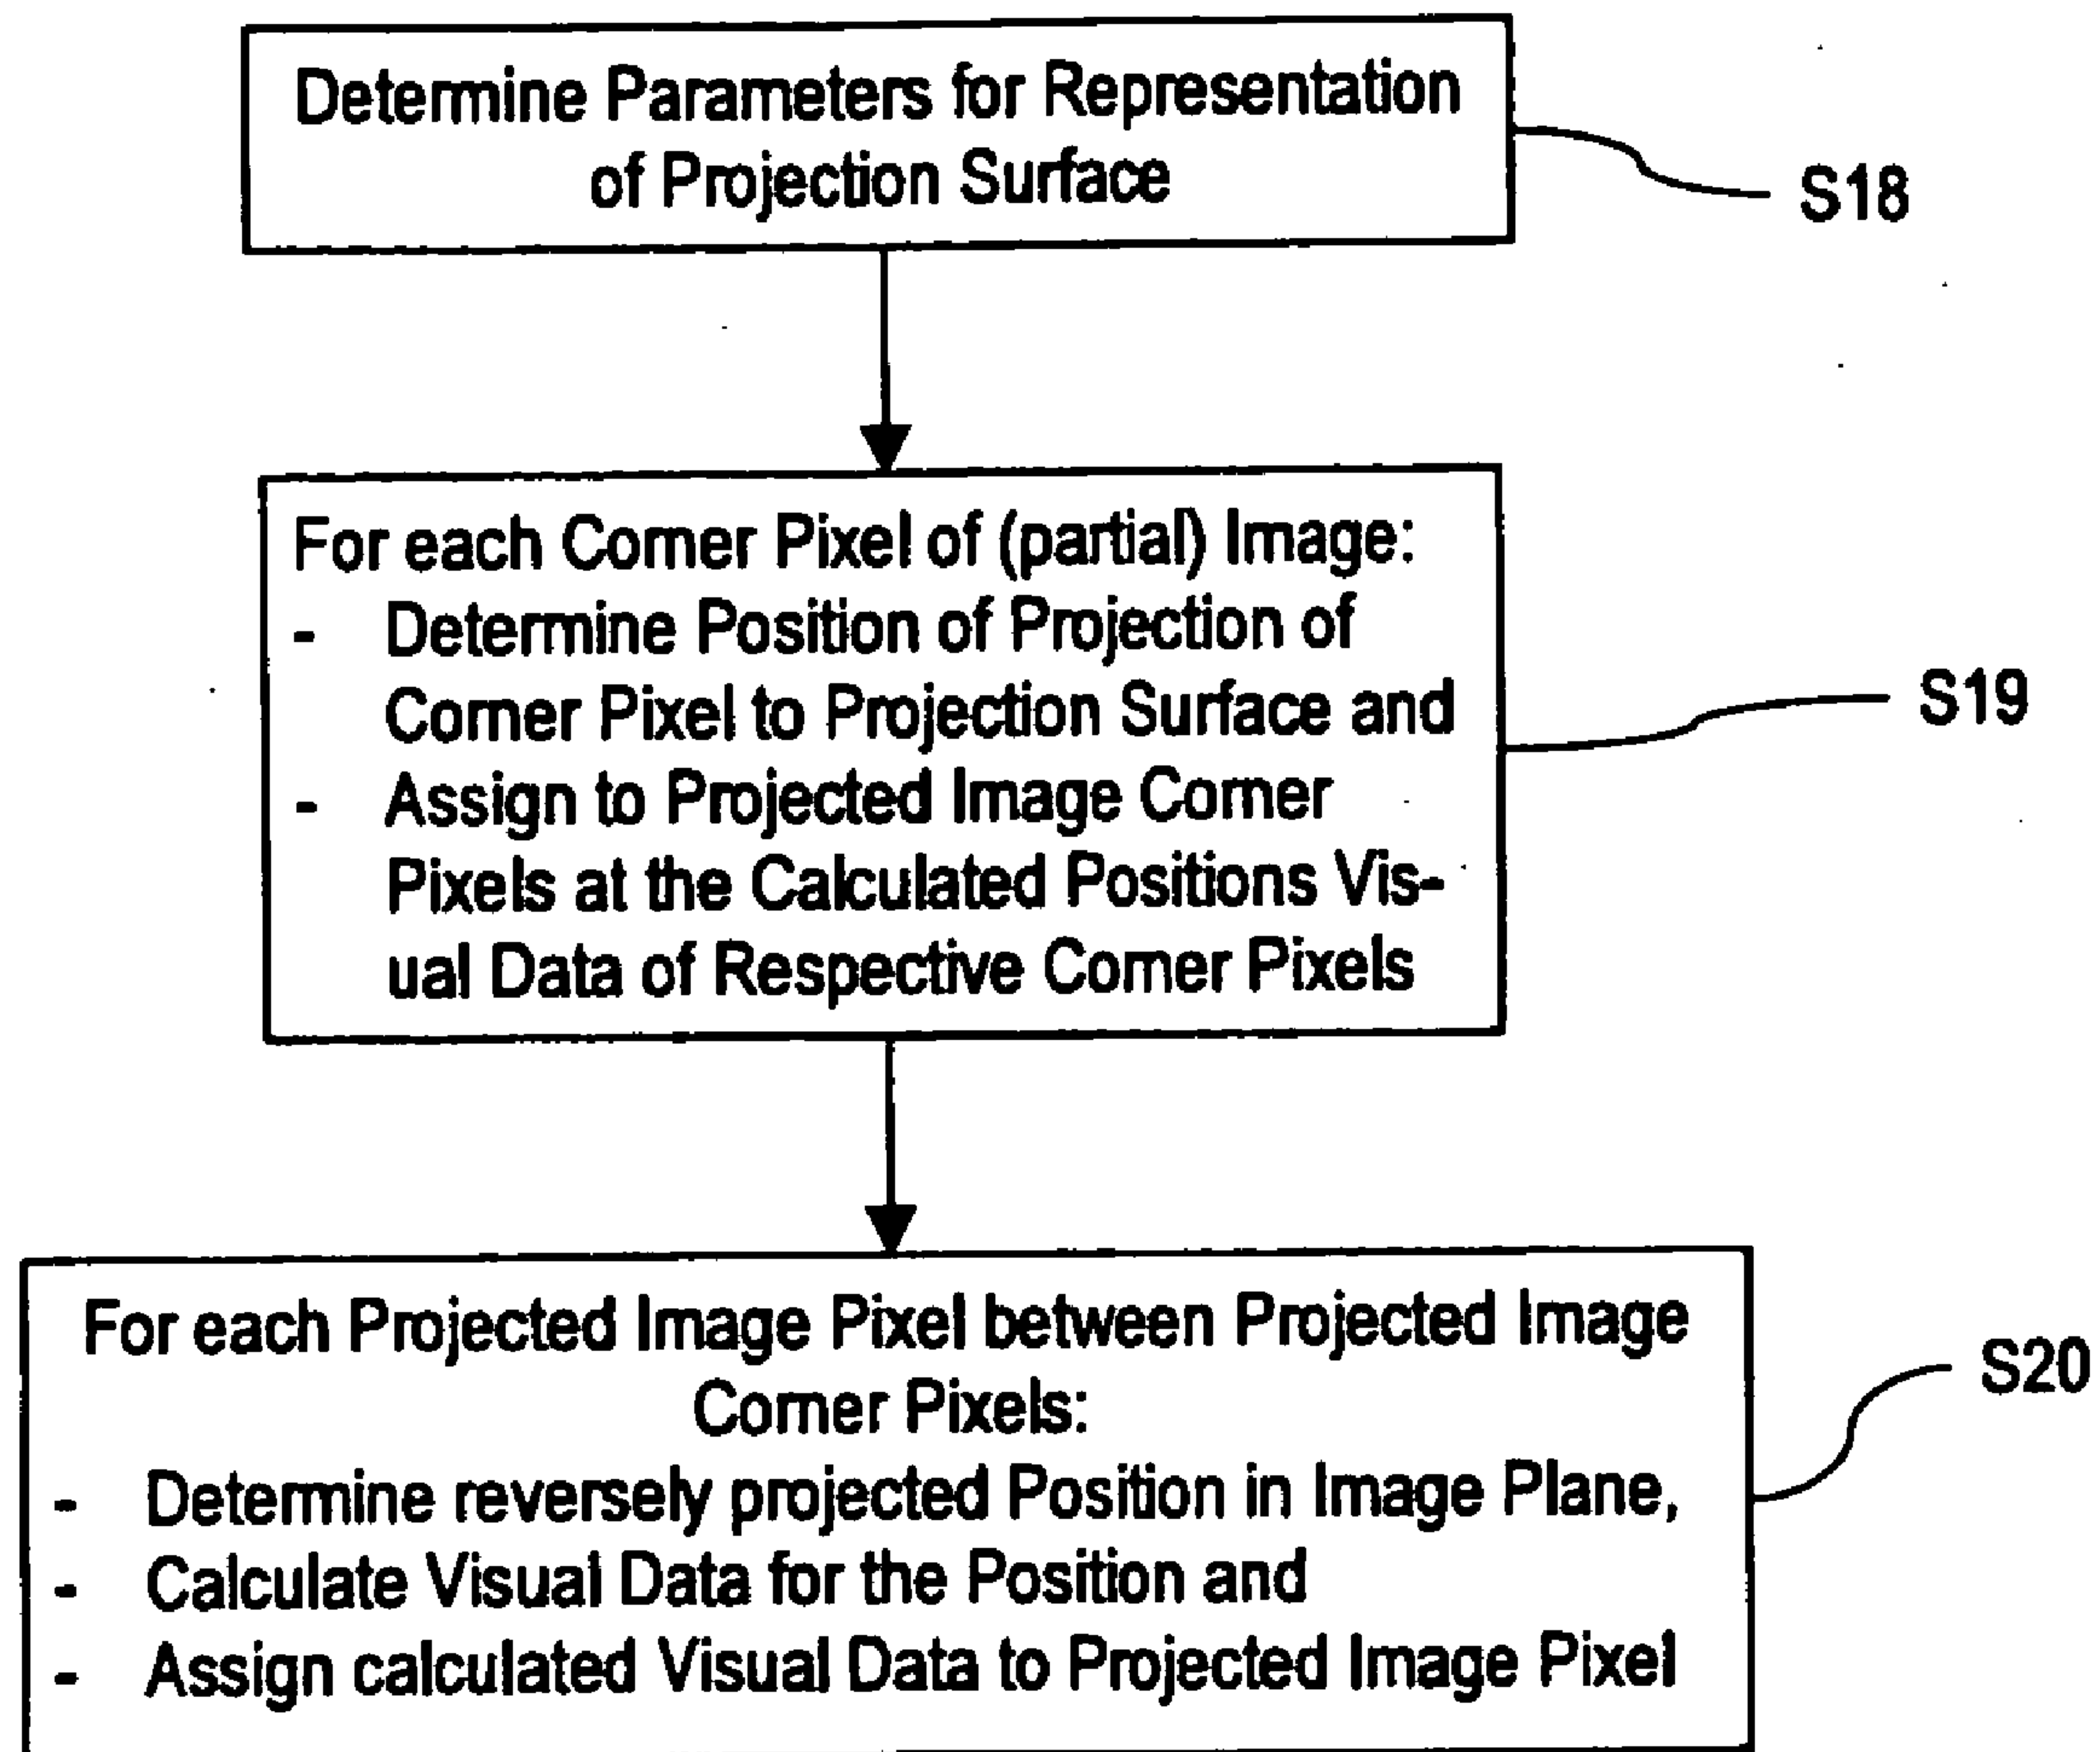 Determine Parameters for Representation
of Projection Surface
S18
For each Corner Pixel of (partial) Image:
- Determine Position of Projection of
Corner Pixel to Projection Surface and
- Assign to Projected Image Corner
Pixels at the Calculated Positions Vis-
ual Data of Respective Corner Pixels
S19
For each Projected Image Pixel between Projected Image
Corner Pixels:
- Determine reversely projected Position in Image Plane,
- Calculate Visual Data for the Position and
- Assign calculated Visual Data to Projected Image Pixel
S20